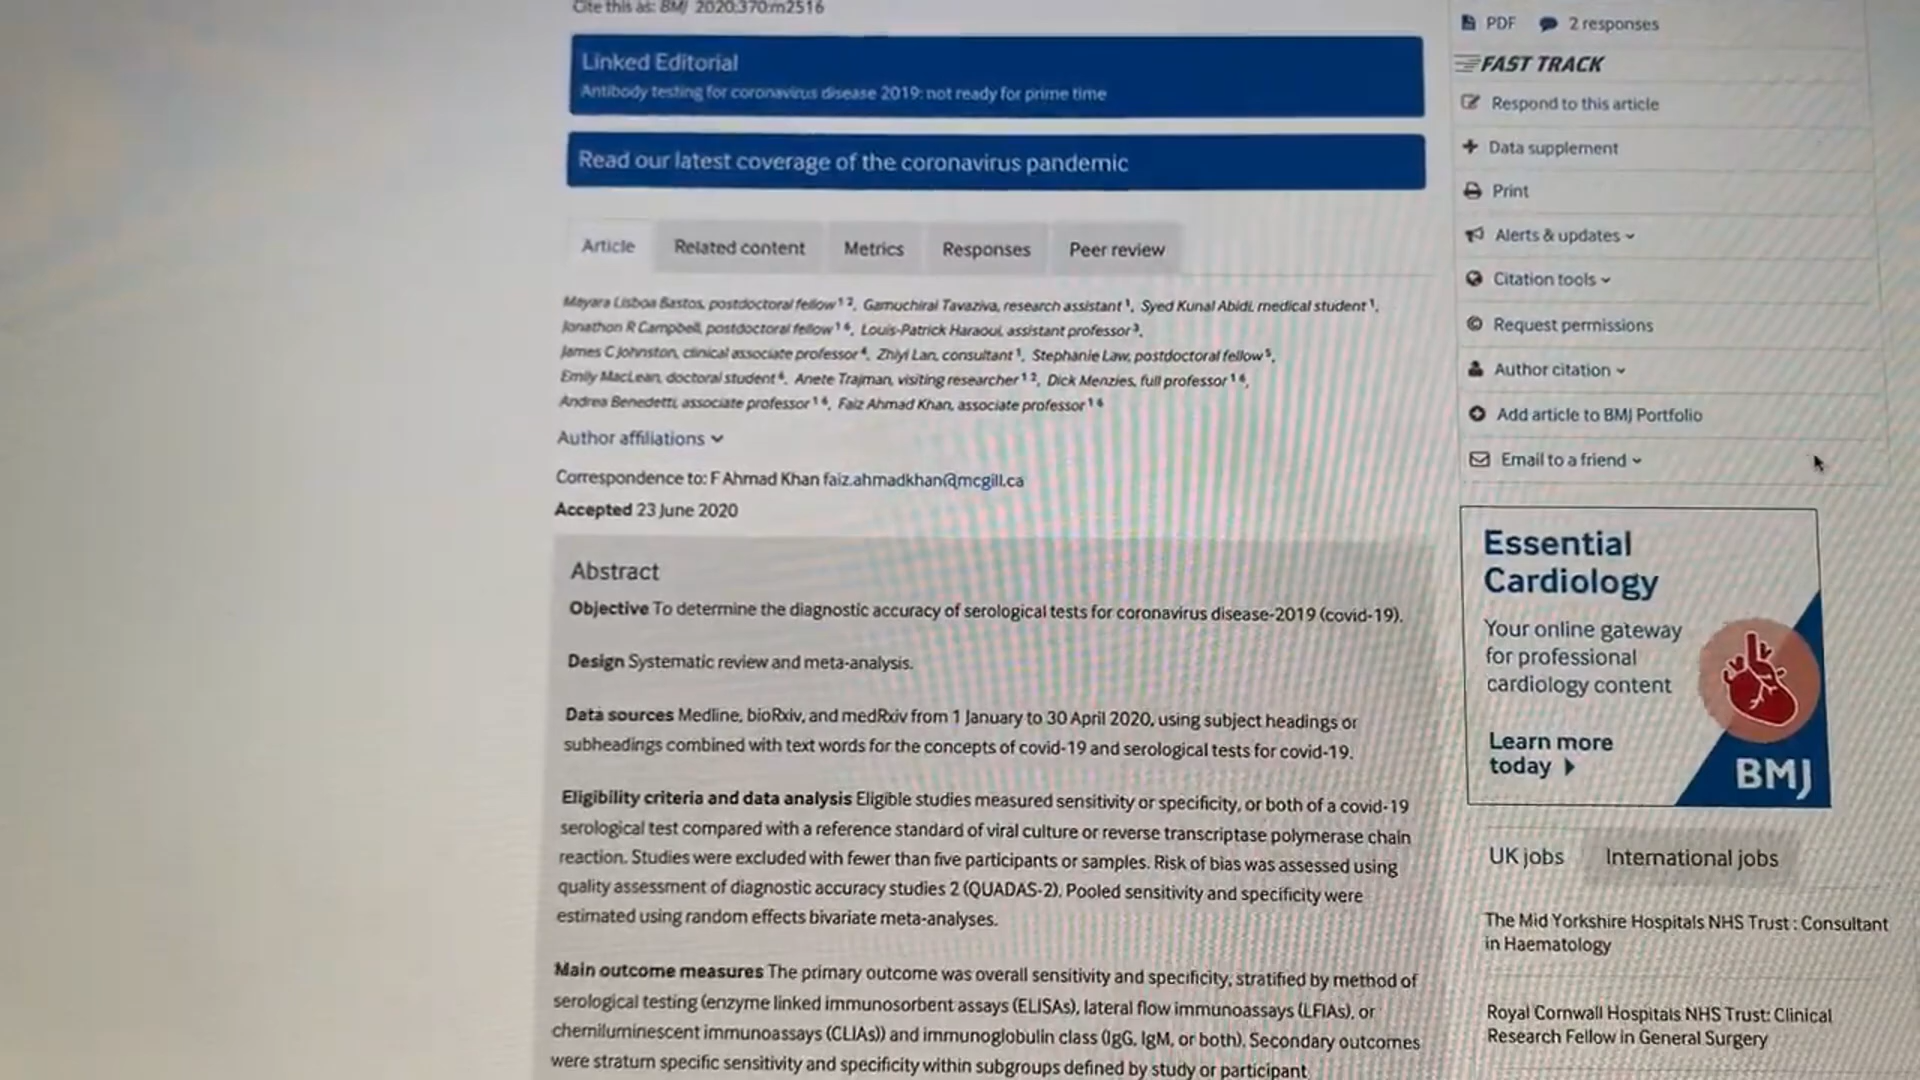 Cite this as: BMJ 2020;370:m2516
Linked Editorial
Antibody testing for coronavirus disease 2019: not ready for prime time
Read our latest coverage of the coronavirus pandemic
Article Related content Metrics Responses Peer review
Mayara Lisboa Bastos, postdoctoral fellow 1 2, Gamuchirai Tavaziva, research assistant 1, Syed Kunal Abidi, medical student 1,
Jonathon R Campbell, postdoctoral fellow 1 6, Louis-Patrick Haraoui, assistant professor 3,
James C Johnston, clinical associate professor 4, Zhiyi Lan, consultant 1, Stephanie Law, postdoctoral fellow 5,
Emily MacLean, doctoral student 6, Anete Trajman, visiting researcher 1 2, Dick Menzies, full professor 1 6,
Andrea Benedetti, associate professor 1 6, Faiz Ahmad Khan, associate professor 1 6
Author affiliations
Correspondence to: F Ahmad Khan faiz.ahmadkhan@mcgill.ca
Accepted 23 June 2020
Abstract
Objective To determine the diagnostic accuracy of serological tests for coronavirus disease-2019 (covid-19).
Design Systematic review and meta-analysis.
Data sources Medline, bioRxiv, and medRxiv from 1 January to 30 April 2020, using subject headings or
subheadings combined with text words for the concepts of covid-19 and serological tests for covid-19.
Eligibility criteria and data analysis Eligible studies measured sensitivity or specificity, or both of a covid-19
serological test compared with a reference standard of viral culture or reverse transcriptase polymerase chain
reaction. Studies were excluded with fewer than five participants or samples. Risk of bias was assessed using
quality assessment of diagnostic accuracy studies 2 (QUADAS-2). Pooled sensitivity and specificity were
estimated using random effects bivariate meta-analyses.
Main outcome measures The primary outcome was overall sensitivity and specificity, stratified by method of
serological testing (enzyme linked immunosorbent assays (ELISAs), lateral flow immunoassays (LFIAs), or
chemiluminescent immunoassays (CLIAs)) and immunoglobulin class (IgG, IgM, or both). Secondary outcomes
were stratum specific sensitivity and specificity within subgroups defined by study or participant
PDF 2 responses
FAST TRACK
Respond to this article
Data supplement
Print
Alerts & updates
Citation tools
Request permissions
Author citation
Add article to BMJ Portfolio
Email to a friend
Essential
Cardiology
Your online gateway
for professional
cardiology content
Learn more
today
BMJ
UK jobs International jobs
The Mid Yorkshire Hospitals NHS Trust : Consultant
in Haematology
Royal Cornwall Hospitals NHS Trust: Clinical
Research Fellow in General Surgery